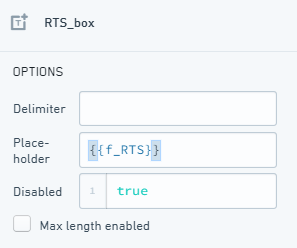 RTS_box
OPTIONS
Delimiter
Place-
holder
{{f_RTS}}
Disabled
1
true
Max length enabled